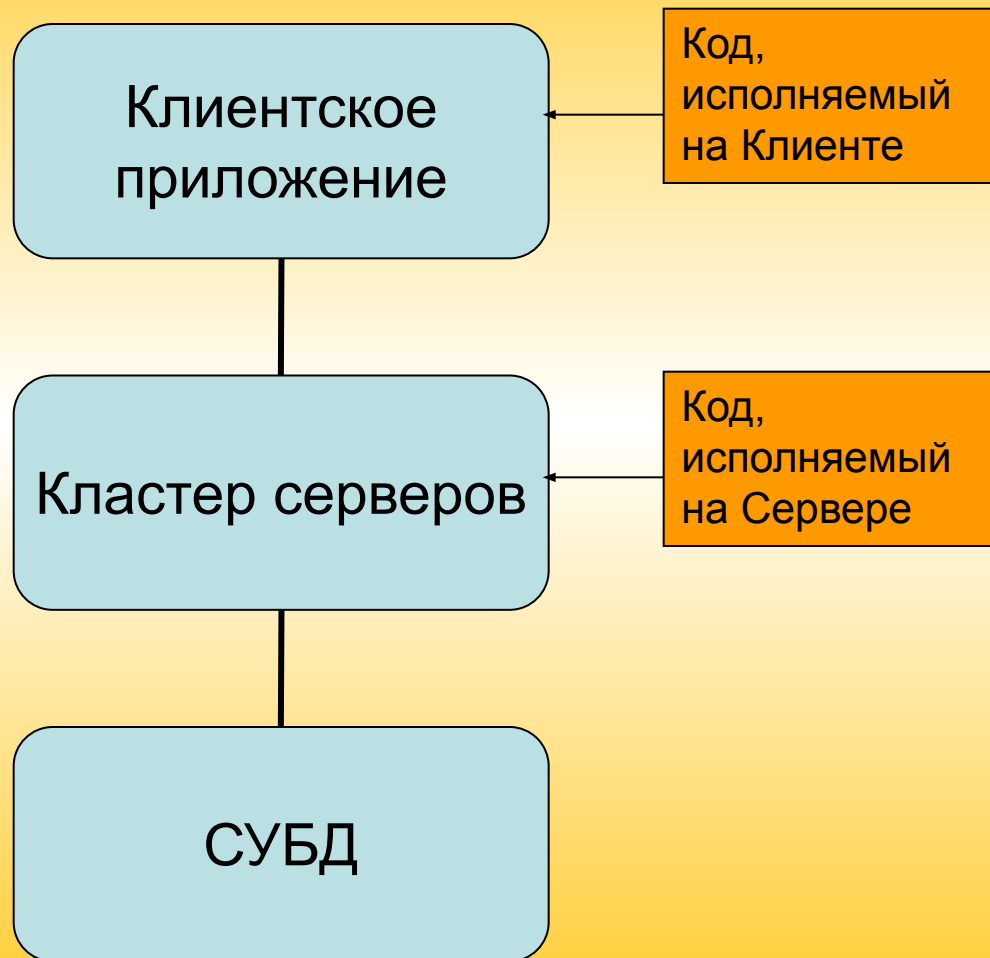 Клиентское
приложение
Код,
исполняемый
на Клиенте
Кластер серверов
Код,
исполняемый
на Сервере
СУБД